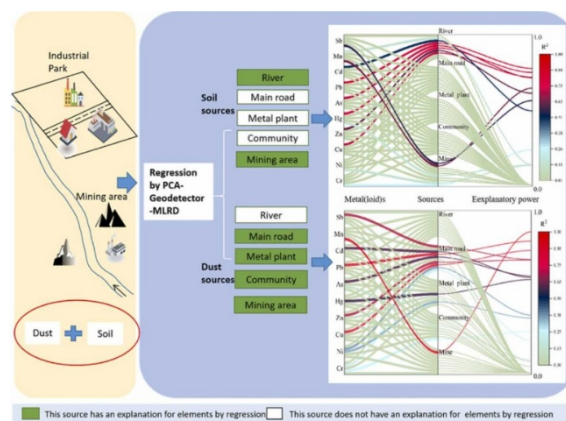 Industrial
Park
Mining area
Dust
Soil
Regression
by PCA-
Geodetector
-MLRD
Soil
sources
River
Main road
Metal plant
Community
Mining area
Dust
sources
River
Main road
Metal plant
Community
Mining area
Sb
Mn
Cd
Pb
As
Hg
Zn
Cu
Ni
Cr
River
Main road
Metal plant
Community
Mine
1.0
0.0
R²
Metal(loid)s
Sources
Eexplanatory power
Sb
Mn
Cd
Pb
As
Hg
Zn
Cu
Ni
Cr
River
Main road
Metal plant
Community
Mine
1.0
0.0
R²
This source has an explanation for elements by regression
This source does not have an explanation for elements by regression